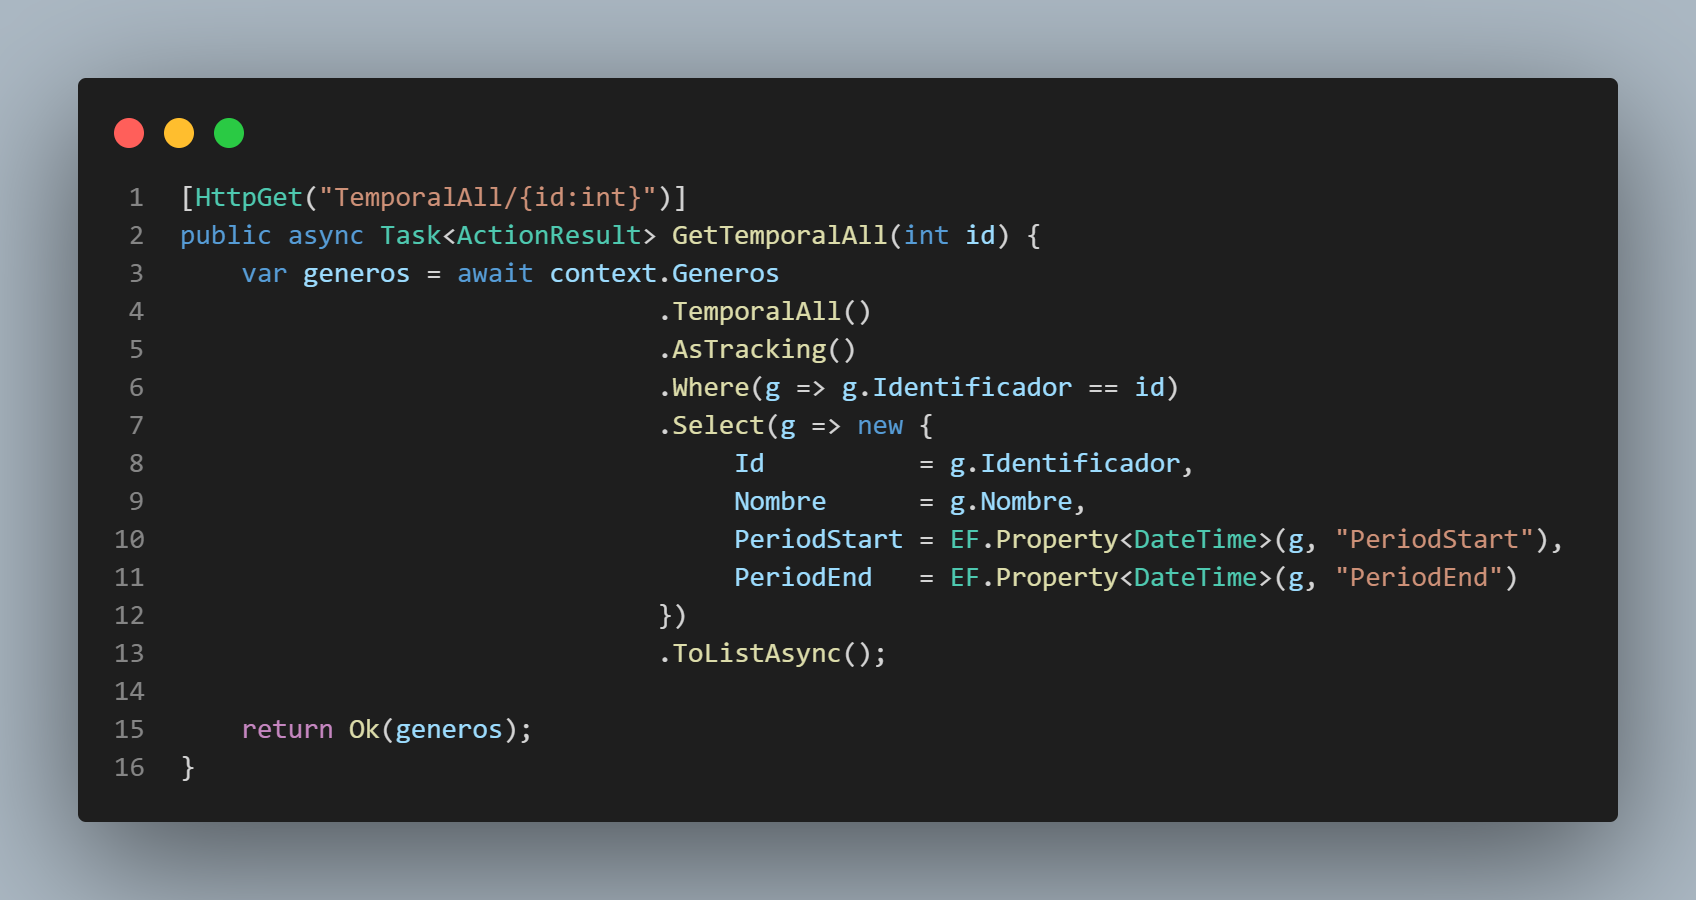 1 [HttpGet("TemporalAll/{id:int}")]
2 public async Task<ActionResult> GetTemporalAll(int id) {
3     var generos = await context.Generos
4                                .TemporalAll()
5                                .AsTracking()
6                                .Where(g => g.Identificador == id)
7                                .Select(g => new {
8                                     Id          = g.Identificador,
9                                     Nombre      = g.Nombre,
10                                     PeriodStart = EF.Property<DateTime>(g, "PeriodStart"),
11                                     PeriodEnd   = EF.Property<DateTime>(g, "PeriodEnd")
12                                })
13                                .ToListAsync();
14
15     return Ok(generos);
16 }